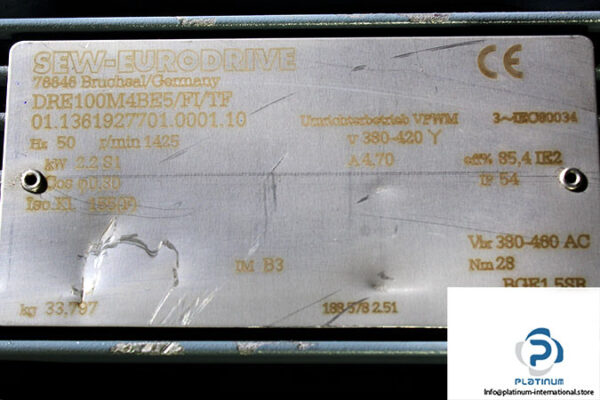 SEW-EURODRIVE
76646 Bruchsal/Germany
CE
DRE100M4BE5/FI/TF
01.1361927701.0001.10
Umrichterbetrieb VPWM
3~IEC60034
Hz 50
r/min 1425
V 380-420 Y
kW 2.2 S1
A 4.70
eff% 85,4 IE2
Cos φ 0.80
IP 54
Iso.Kl. 155(F)
Vbr 380-460 AC
IM B3
Nm 28
BGE1.5SR
kg 33.797
188 578 2.51
PLATINUM
info@platinum-international.store